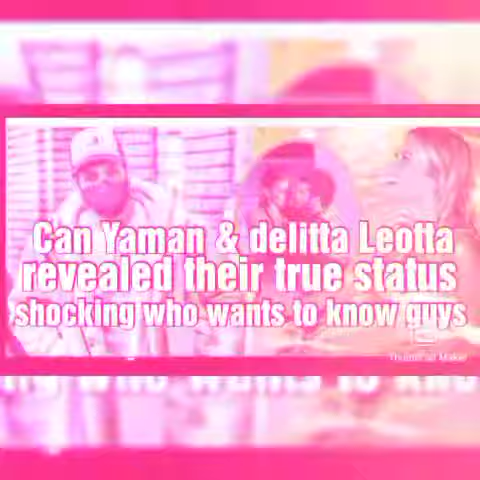 Can Yaman & delitta Leotta
revealed their true status
shocking who wants to know guys
Thumbnail Maker